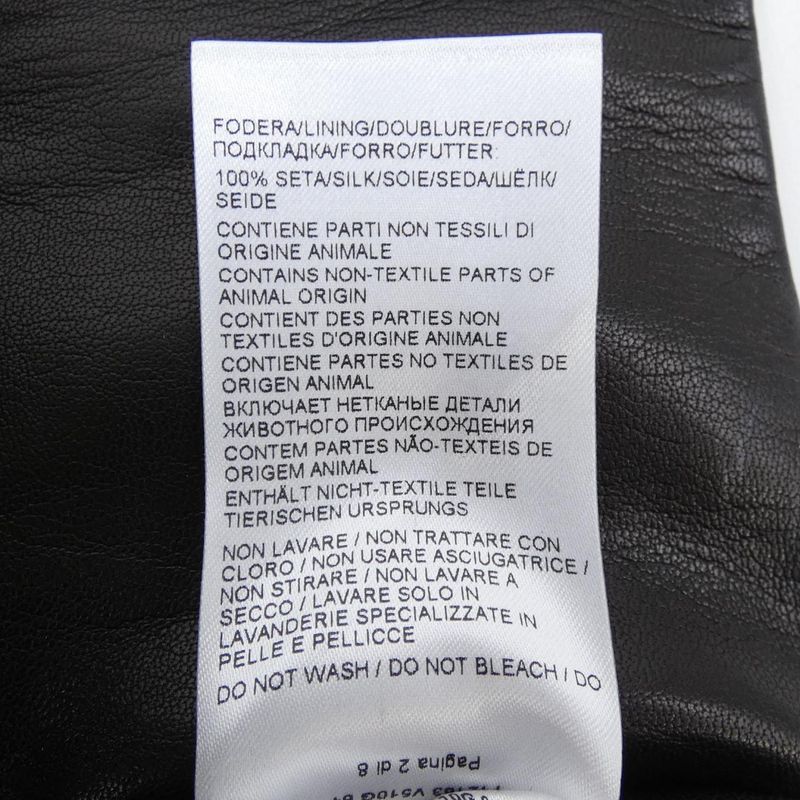 FODERA/LINING/DOUBLURE/FORRO/
ПОДКЛАДКА/FORRO/FUTTER:
100% SETA/SILK/SOIE/SEDA/ШЁЛК/
SEIDE
CONTIENE PARTI NON TESSILI DI
ORIGINE ANIMALE
CONTAINS NON-TEXTILE PARTS OF
ANIMAL ORIGIN
CONTIENT DES PARTIES NON
TEXTILES D'ORIGINE ANIMALE
CONTIENE PARTES NO TEXTILES DE
ORIGEN ANIMAL
ВКЛЮЧАЕТ НЕТКАНЫЕ ДЕТАЛИ
ЖИВОТНОГО ПРОИСХОЖДЕНИЯ
CONTEM PARTES NÃO-TEXTEIS DE
ORIGEM ANIMAL
ENTHÄLT NICHT-TEXTILE TEILE
TIERISCHEN URSPRUNGS
NON LAVARE / NON TRATTARE CON
CLORO / NON USARE ASCIUGATRICE /
NON STIRARE / NON LAVARE A
SECCO / LAVARE SOLO IN
LAVANDERIE SPECIALIZZATE IN
PELLE E PELLICCE
DO NOT WASH / DO NOT BLEACH / DO
Pagina 2 di 8